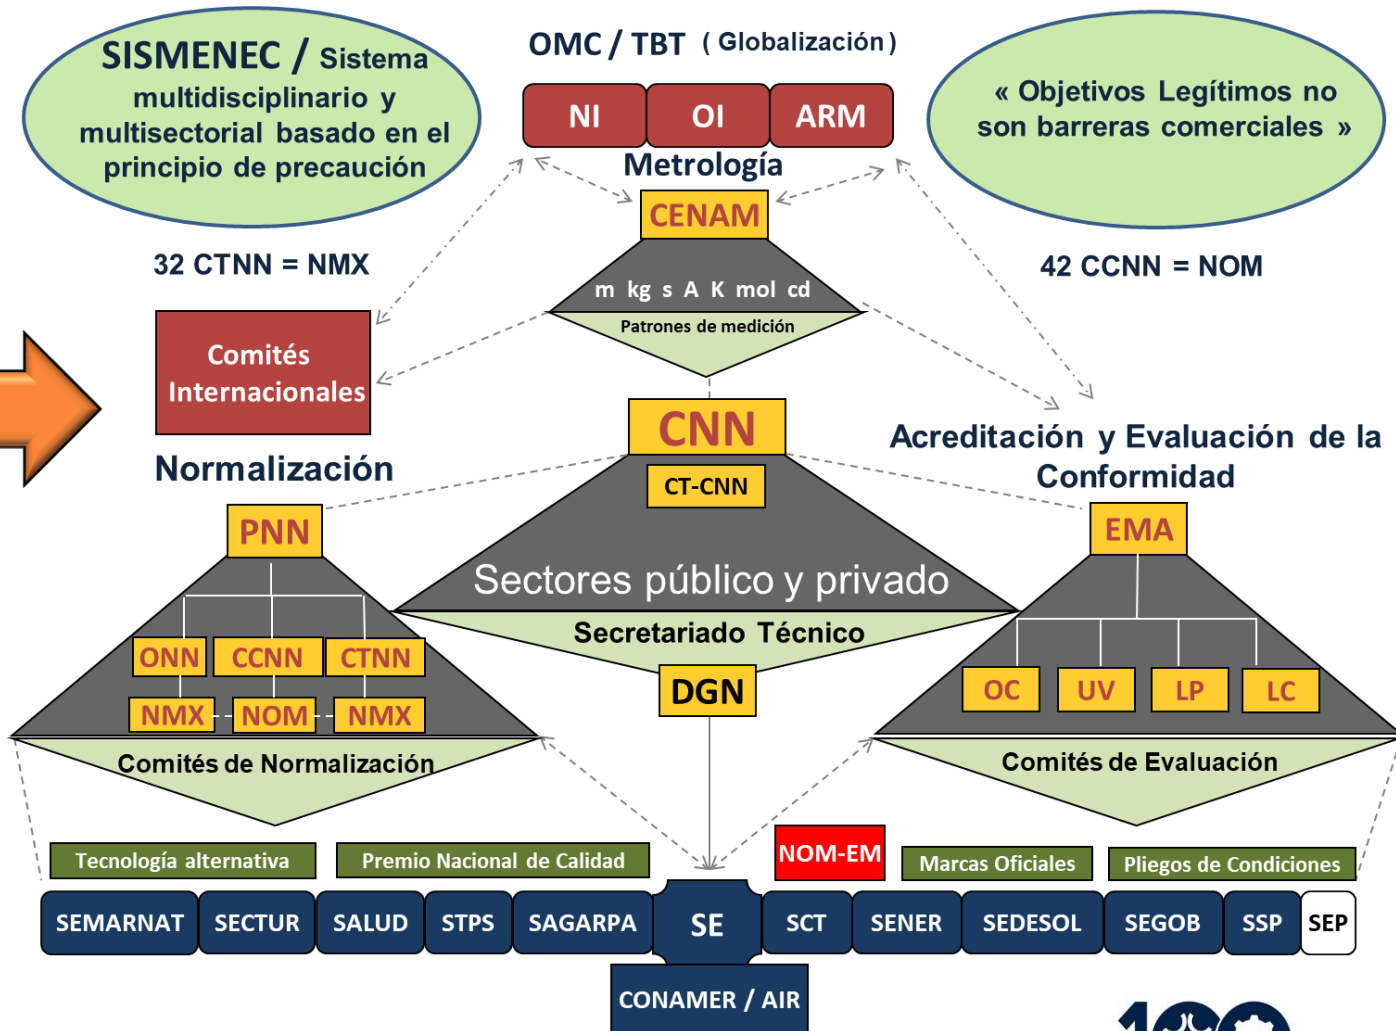 SISMENEC / Sistema
multidisciplinario y
multisectorial basado en el
principio de precaución
OMC / TBT ( Globalización )
NI OI ARM
« Objetivos Legítimos no
son barreras comerciales »
Metrología
CENAM
32 CTNN = NMX
42 CCNN = NOM
m kg s A K mol cd
Patrones de medición
Comités
Internacionales
CNN
CT-CNN
Normalización
Acreditación y Evaluación de la
Conformidad
PNN
EMA
Sectores público y privado
Secretariado Técnico
ONN CCNN CTNN
NMX NOM NMX
DGN
OC UV LP LC
Comités de Normalización
Comités de Evaluación
Tecnología alternativa
Premio Nacional de Calidad
NOM-EM
Marcas Oficiales
Pliegos de Condiciones
SEMARNAT SECTUR SALUD STPS SAGARPA SE SCT SENER SEDESOL SEGOB SSP SEP
CONAMER / AIR
100